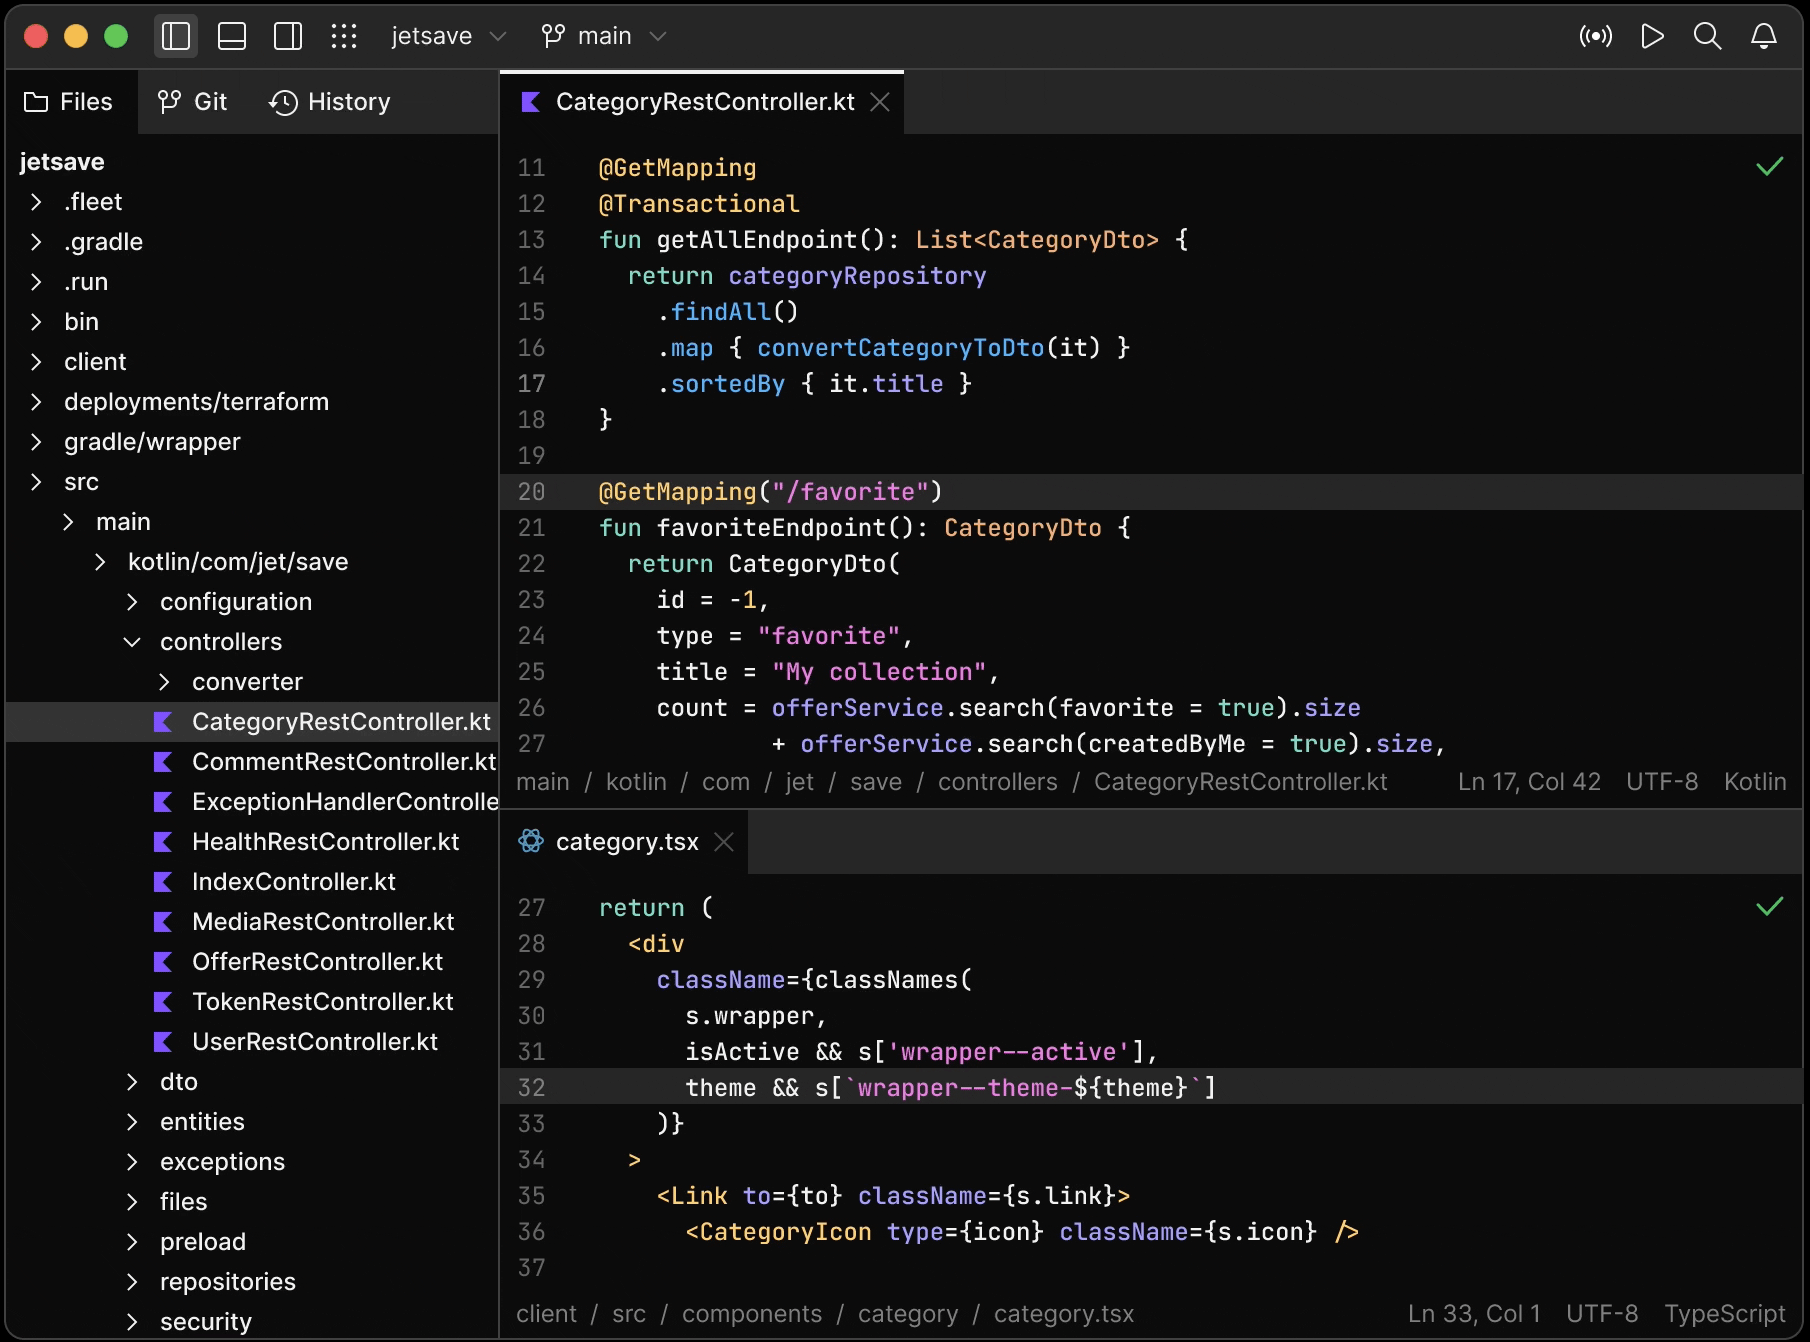 jetsave main
Files Git History
jetsave
.fleet
.gradle
.run
bin
client
deployments/terraform
gradle/wrapper
src
main
kotlin/com/jet/save
configuration
controllers
converter
CategoryRestController.kt
CommentRestController.kt
ExceptionHandlerControlle
HealthRestController.kt
IndexController.kt
MediaRestController.kt
OfferRestController.kt
TokenRestController.kt
UserRestController.kt
dto
entities
exceptions
files
preload
repositories
security
CategoryRestController.kt
11 @GetMapping
12 @Transactional
13 fun getAllEndpoint(): List<CategoryDto> {
14 return categoryRepository
15 .findAll()
16 .map { convertCategoryToDto(it) }
17 .sortedBy { it.title }
18 }
19
20 @GetMapping("/favorite")
21 fun favoriteEndpoint(): CategoryDto {
22 return CategoryDto(
23 id = -1,
24 type = "favorite",
25 title = "My collection",
26 count = offerService.search(favorite = true).size
27 + offerService.search(createdByMe = true).size,
main / kotlin / com / jet / save / controllers / CategoryRestController.kt Ln 17, Col 42 UTF-8 Kotlin
category.tsx
27 return (
28 <div
29 className={classNames(
30 s.wrapper,
31 isActive && s['wrapper--active'],
32 theme && s[`wrapper--theme-${theme}`]
33 )}
34 >
35 <Link to={to} className={s.link}>
36 <CategoryIcon type={icon} className={s.icon} />
37
client / src / components / category / category.tsx Ln 33, Col 1 UTF-8 TypeScript